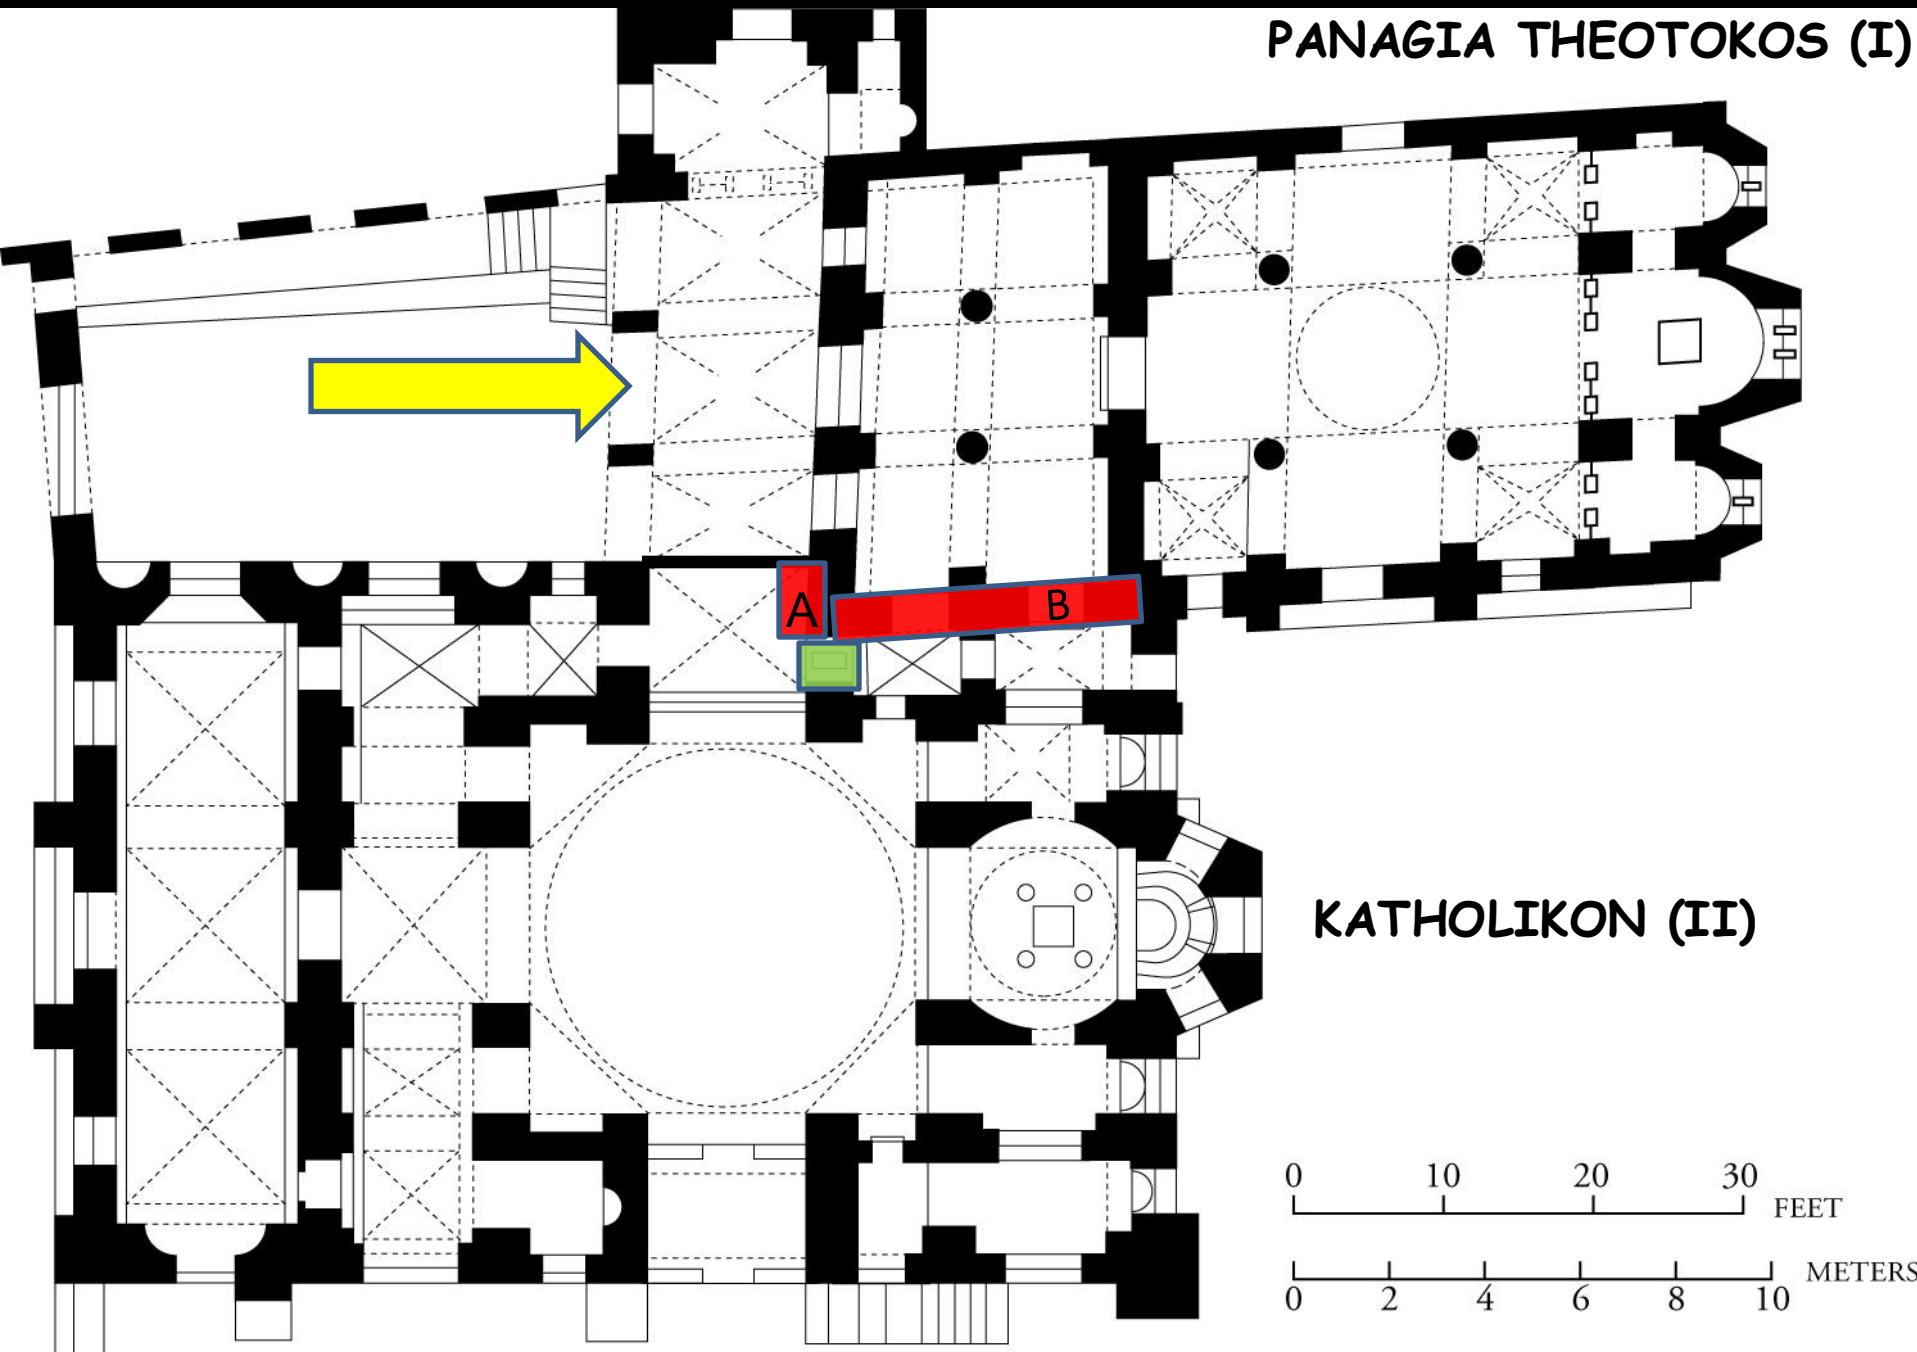 PANAGIA THEOTOKOS (I)
A
B
KATHOLIKON (II)
0 10 20 30
FEET
METERS
0 2 4 6 8 10